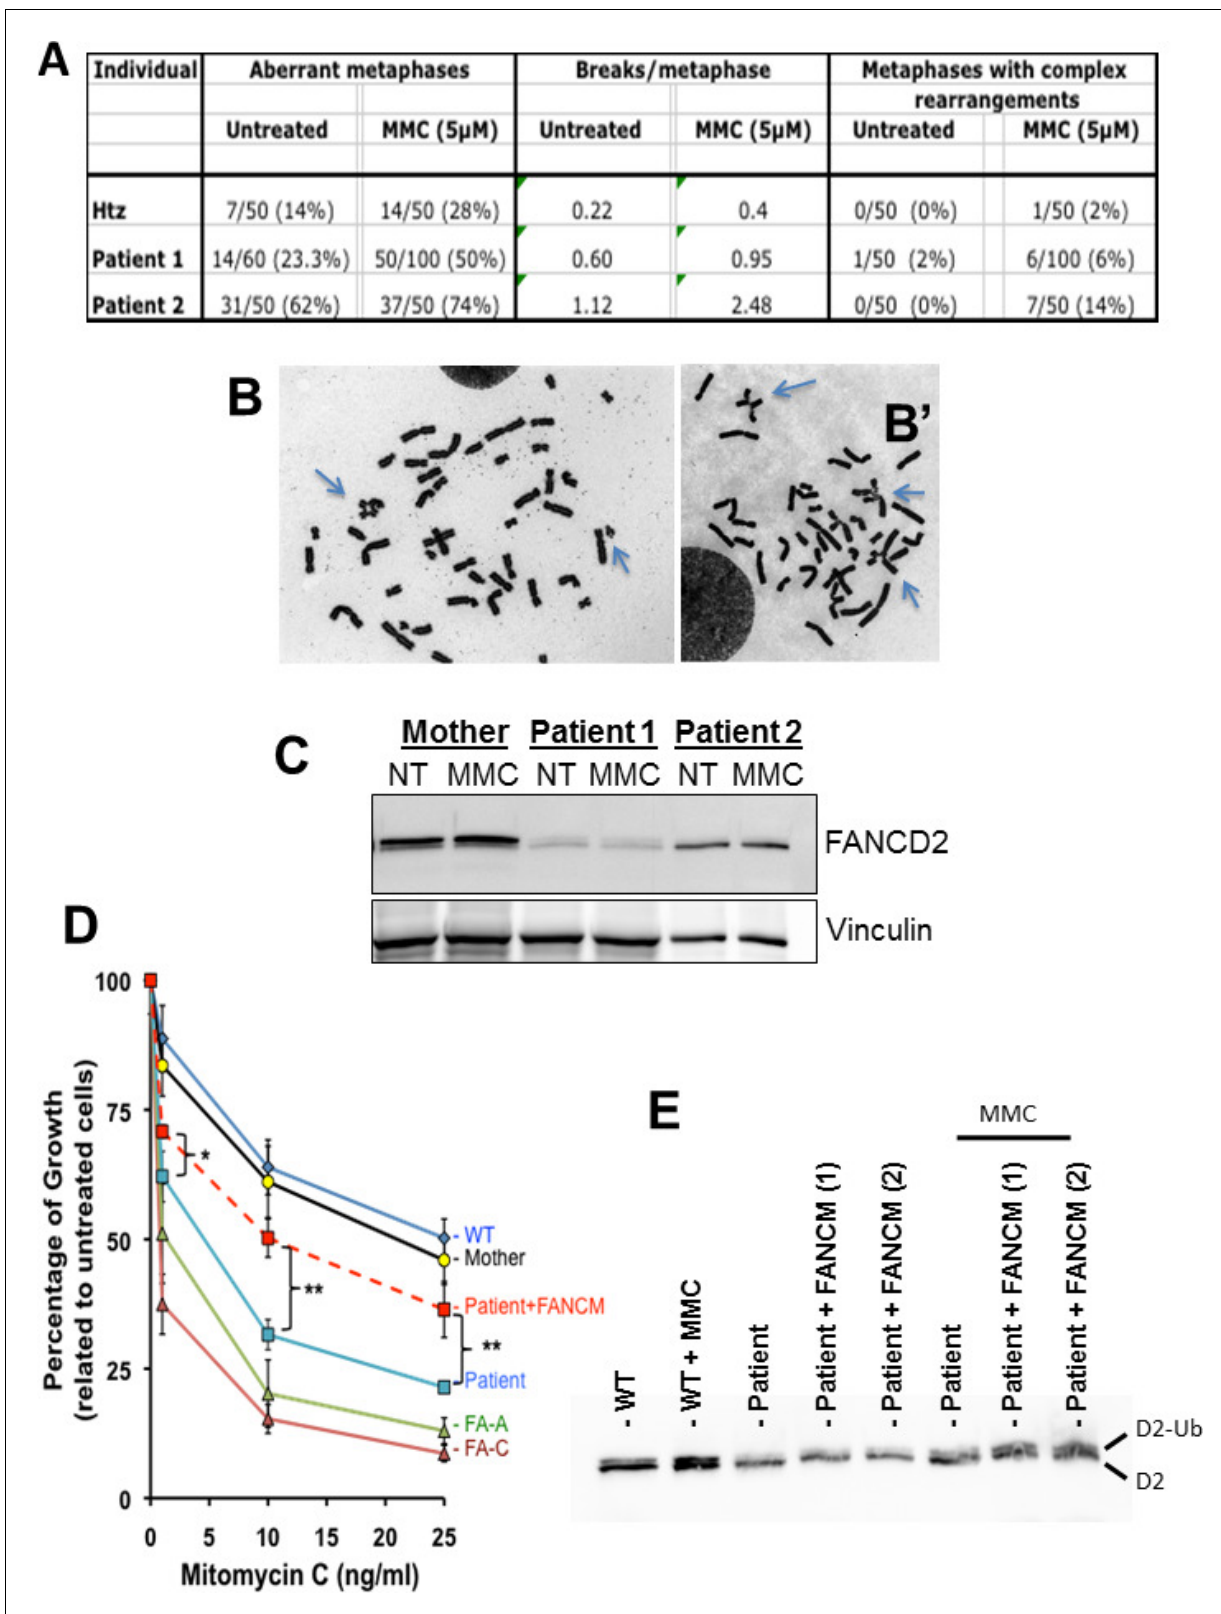 A
Individual Aberrant metaphases Breaks/metaphase Metaphases with complex
rearrangements
Untreated MMC (5µM) Untreated MMC (5µM) Untreated MMC (5µM)
Htz 7/50 (14%) 14/50 (28%) 0.22 0.4 0/50 (0%) 1/50 (2%)
Patient 1 14/60 (23.3%) 50/100 (50%) 0.60 0.95 1/50 (2%) 6/100 (6%)
Patient 2 31/50 (62%) 37/50 (74%) 1.12 2.48 0/50 (0%) 7/50 (14%)
B
B’
C
Mother Patient 1 Patient 2
NT MMC NT MMC NT MMC
FANCD2
Vinculin
D
Percentage of Growth
(related to untreated cells)
100
75
50
25
0
*
**
**
- WT
- Mother
- Patient+FANCM
- Patient
- FA-A
- FA-C
0 5 10 15 20 25
Mitomycin C (ng/ml)
E
MMC
- WT
- WT + MMC
- Patient
- Patient + FANCM (1)
- Patient + FANCM (2)
- Patient
- Patient + FANCM (1)
- Patient + FANCM (2)
D2-Ub
D2